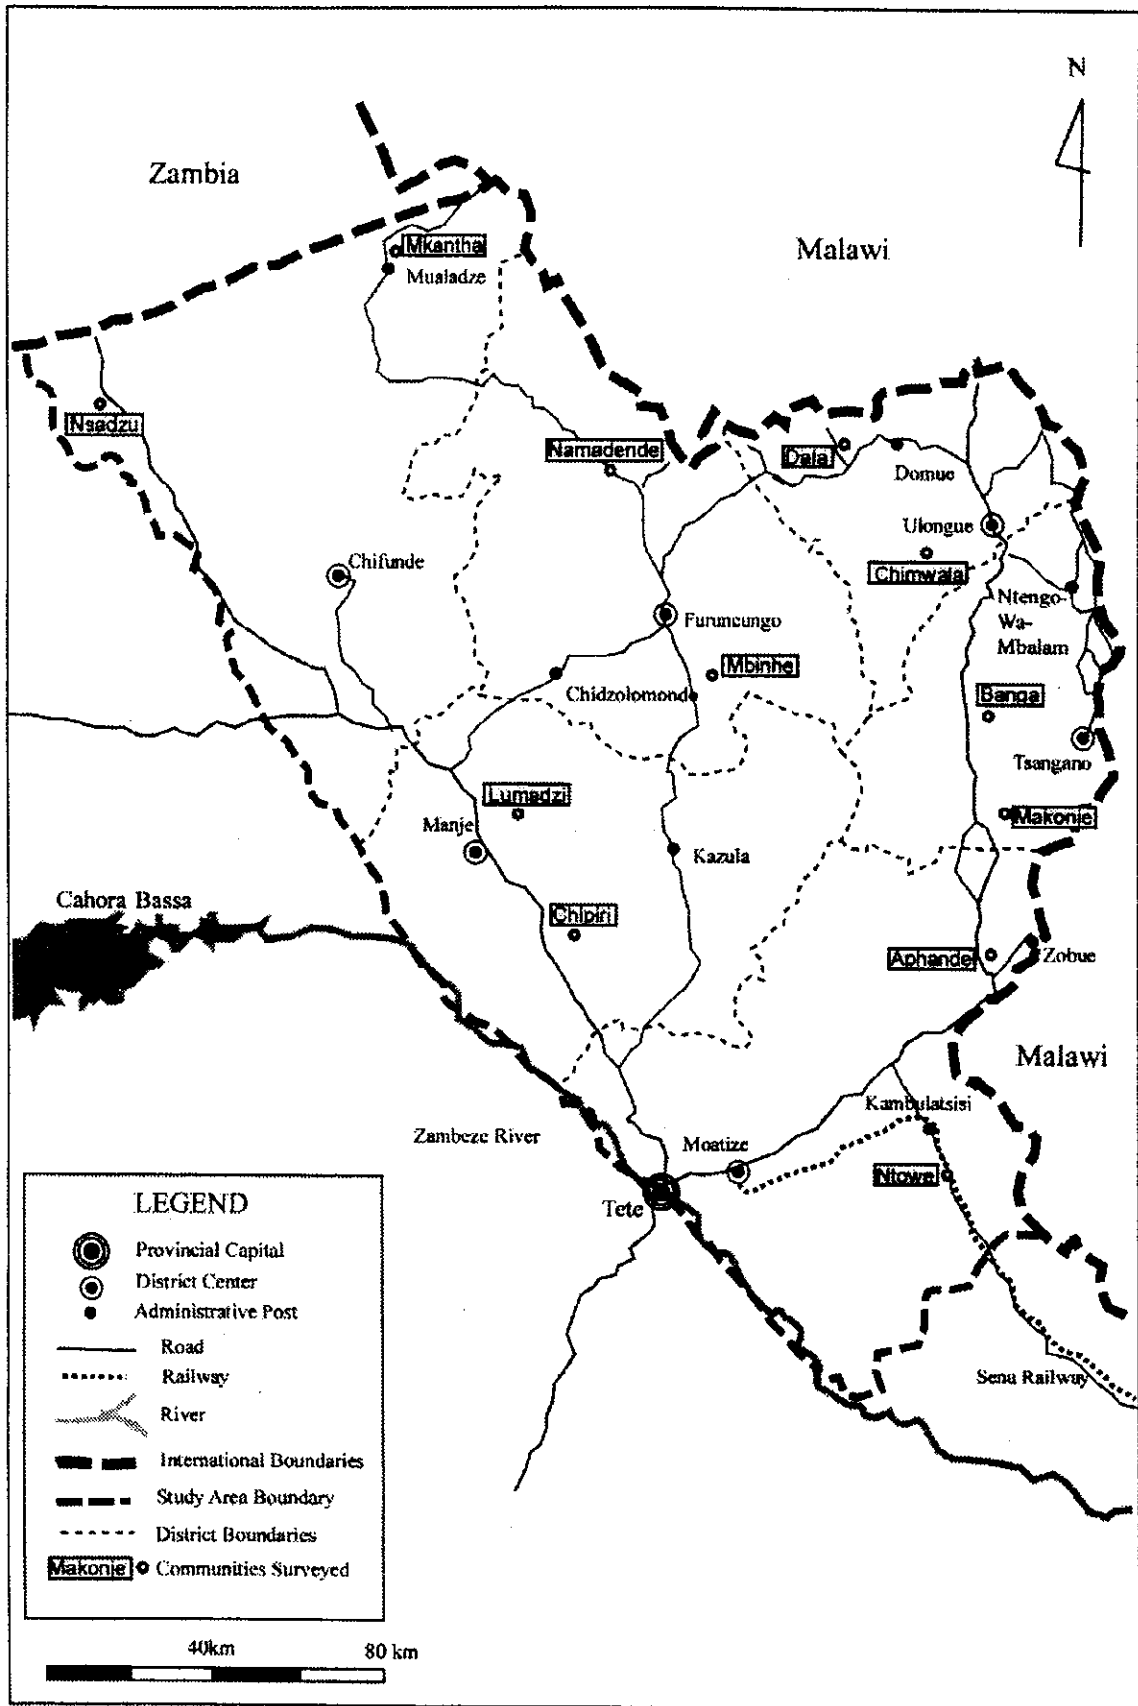 N
Zambia
Malawi
Mkantha
Mualadze
Nsadzu
Namadende
Dala
Domue
Ulongue
Chifunde
Chimwala
Ntengo-
Wa-
Mbalam
Furuncungo
Mbinhe
Chidzolomondo
Banga
Tsangano
Lumadzi
Makonje
Manje
Kazula
Cahora Bassa
Chipiri
Aphande
Zobue
Malawi
Kambulatsisi
Zambeze River
Moatize
Ntowe
Tete
LEGEND
Provincial Capital
District Center
Administrative Post
Road
Railway
River
International Boundaries
Study Area Boundary
District Boundaries
Makonje Communities Surveyed
Sena Railway
40km 80 km